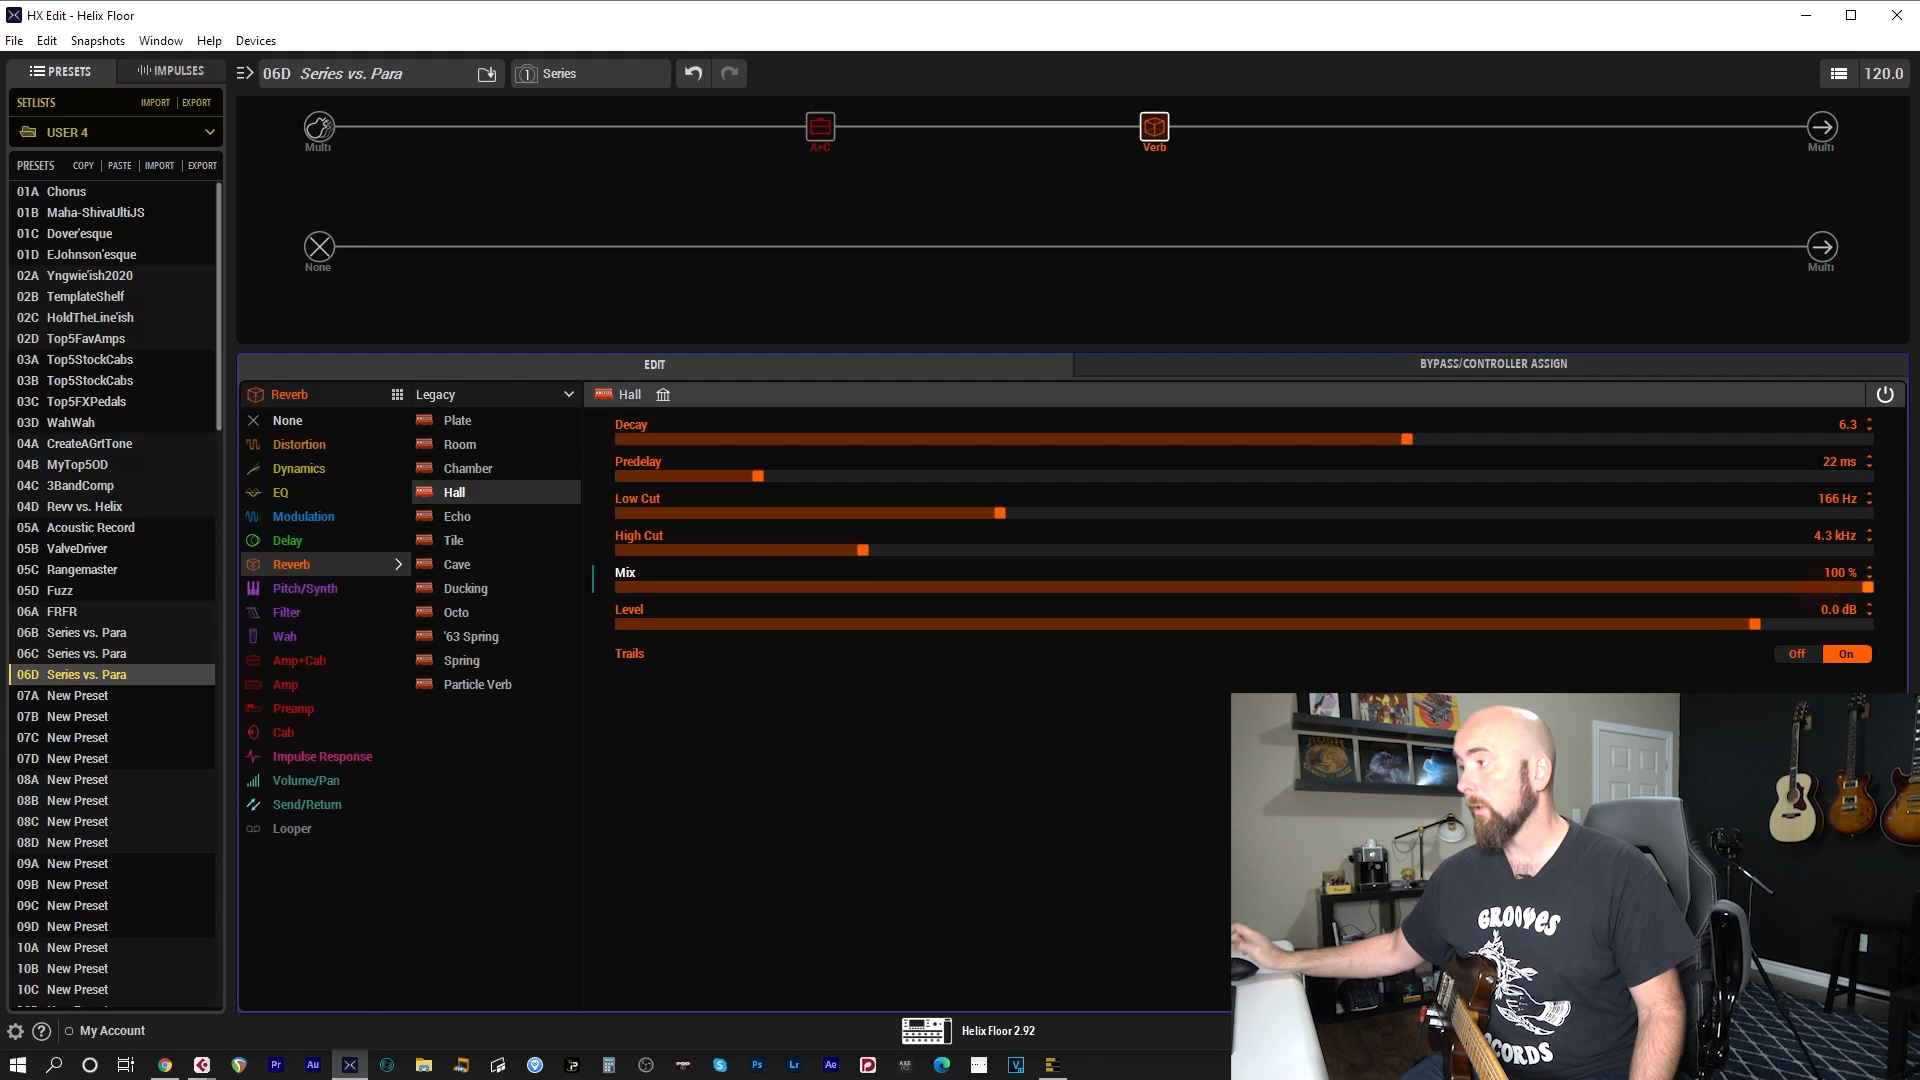 HX Edit - Helix Floor
File Edit Snapshots Window Help Devices
PRESETS IMPULSES
06D Series vs. Para
1 Series
120.0
SETLISTS IMPORT | EXPORT
USER 4
PRESETS COPY | PASTE | IMPORT | EXPORT
01A Chorus
01B Maha-ShivaUltiJS
01C Dover'esque
01D EJohnson'esque
02A Yngwie'ish2020
02B TemplateShelf
02C HoldTheLine'ish
02D Top5FavAmps
03A Top5StockCabs
03B Top5StockCabs
03C Top5FXPedals
03D WahWah
04A CreateAGrtTone
04B MyTop5OD
04C 3BandComp
04D Revv vs. Helix
05A Acoustic Record
05B ValveDriver
05C Rangemaster
05D Fuzz
06A FRFR
06B Series vs. Para
06C Series vs. Para
06D Series vs. Para
07A New Preset
07B New Preset
07C New Preset
07D New Preset
08A New Preset
08B New Preset
08C New Preset
08D New Preset
09A New Preset
09B New Preset
09C New Preset
09D New Preset
10A New Preset
10B New Preset
10C New Preset
Multi
A+C
Verb
Multi
None
Multi
EDIT
BYPASS/CONTROLLER ASSIGN
Reverb
None
Distortion
Dynamics
EQ
Modulation
Delay
Reverb
Pitch/Synth
Filter
Wah
Amp+Cab
Amp
Preamp
Cab
Impulse Response
Volume/Pan
Send/Return
Looper
Legacy
Plate
Room
Chamber
Hall
Echo
Tile
Cave
Ducking
Octo
'63 Spring
Spring
Particle Verb
Hall
Decay 6.3
Predelay 22 ms
Low Cut 166 Hz
High Cut 4.3 kHz
Mix 100 %
Level 0.0 dB
Trails Off On
RUSH
GROOVES
RECORDS
My Account
Helix Floor 2.92
Pr
Au
Ps
Lr
Ae